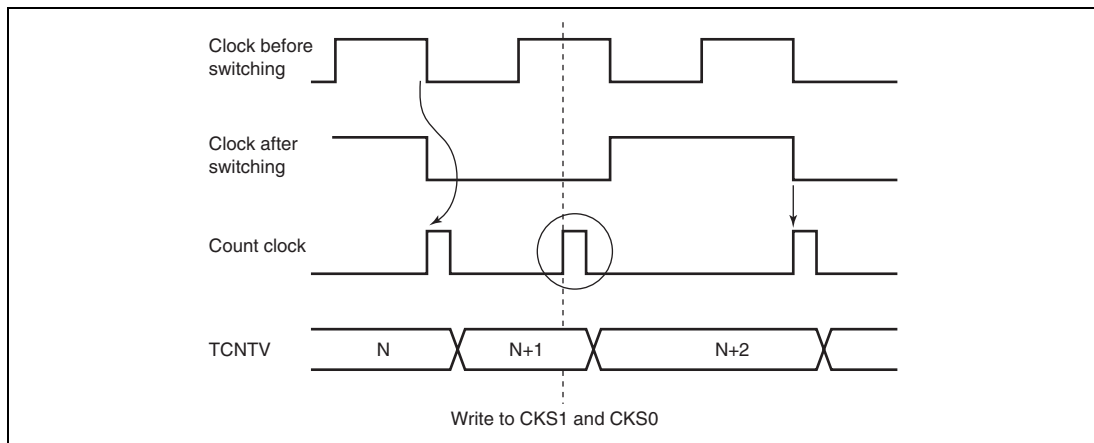 Clock before
switching
Clock after
switching
Count clock
TCNTV
N
N+1
N+2
Write to CKS1 and CKS0